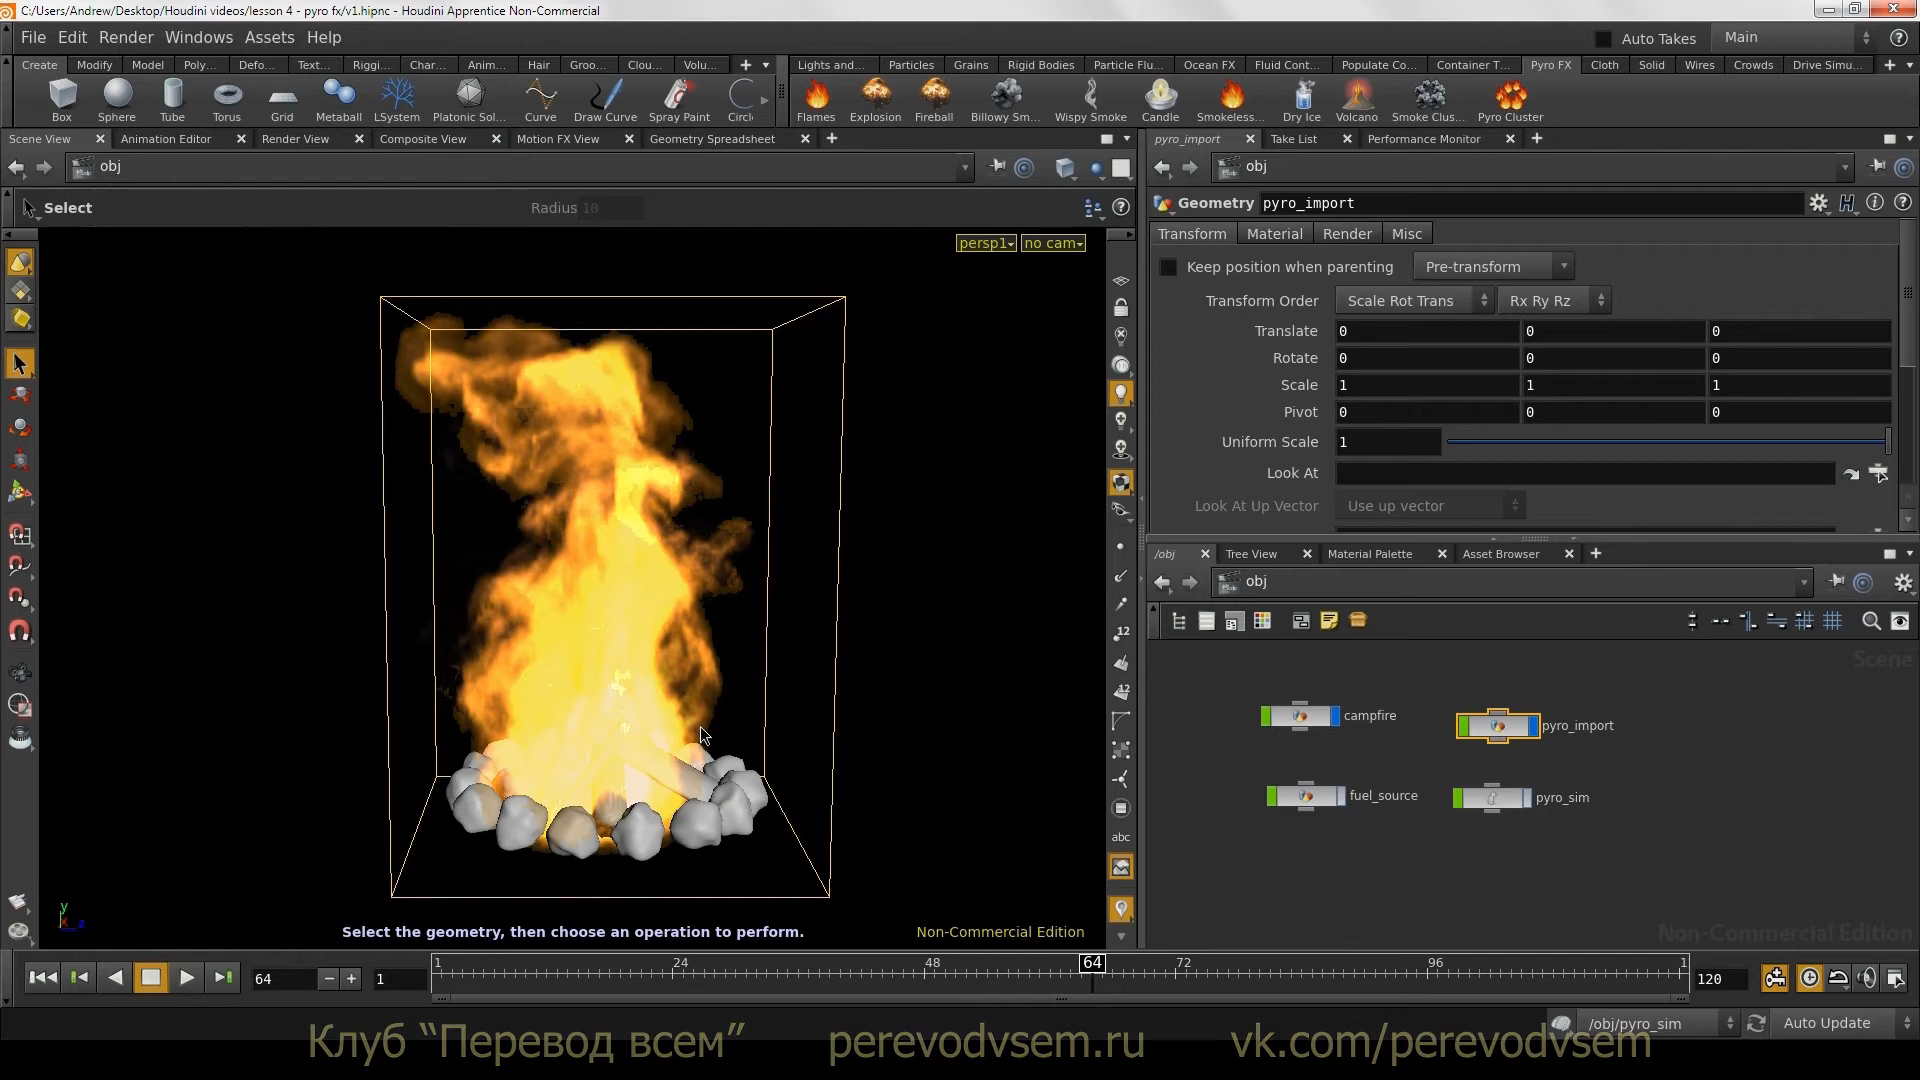 C:/Users/Andrew/Desktop/Houdini videos/lesson 4 - pyro fx/v1.hipnc - Houdini Apprentice Non-Commercial
File Edit Render Windows Assets Help
Auto Takes Main
Create Modify Model Poly... Defo... Text... Riggi... Char... Anim... Hair Groo... Clou... Volu...
Lights and... Particles Grains Rigid Bodies Particle Flu... Ocean FX Fluid Cont... Populate Co... Container T... Pyro FX Cloth Solid Wires Crowds Drive Simu...
Box Sphere Tube Torus Grid Metaball LSystem Platonic Sol... Curve Draw Curve Spray Paint Circl
Flames Explosion Fireball Billowy Sm... Wispy Smoke Candle Smokeless... Dry Ice Volcano Smoke Clus... Pyro Cluster
Scene View Animation Editor Render View Composite View Motion FX View Geometry Spreadsheet
pyro_import Take List Performance Monitor
obj
obj
Select Radius 10
Geometry pyro_import
persp1 no cam
Transform Material Render Misc
Keep position when parenting Pre-transform
Transform Order Scale Rot Trans Rx Ry Rz
Translate 0 0 0
Rotate 0 0 0
Scale 1 1 1
Pivot 0 0 0
Uniform Scale 1
Look At
Look At Up Vector Use up vector
/obj Tree View Material Palette Asset Browser
obj
12
12
abc
Scene
campfire
pyro_import
fuel_source
pyro_sim
y
x z
Select the geometry, then choose an operation to perform.
Non-Commercial Edition
Non-Commercial Edition
64 1 1 24 48 64 72 96 1 120
/obj/pyro_sim Auto Update
Клуб “Перевод всем” perevodvsem.ru vk.com/perevodvsem